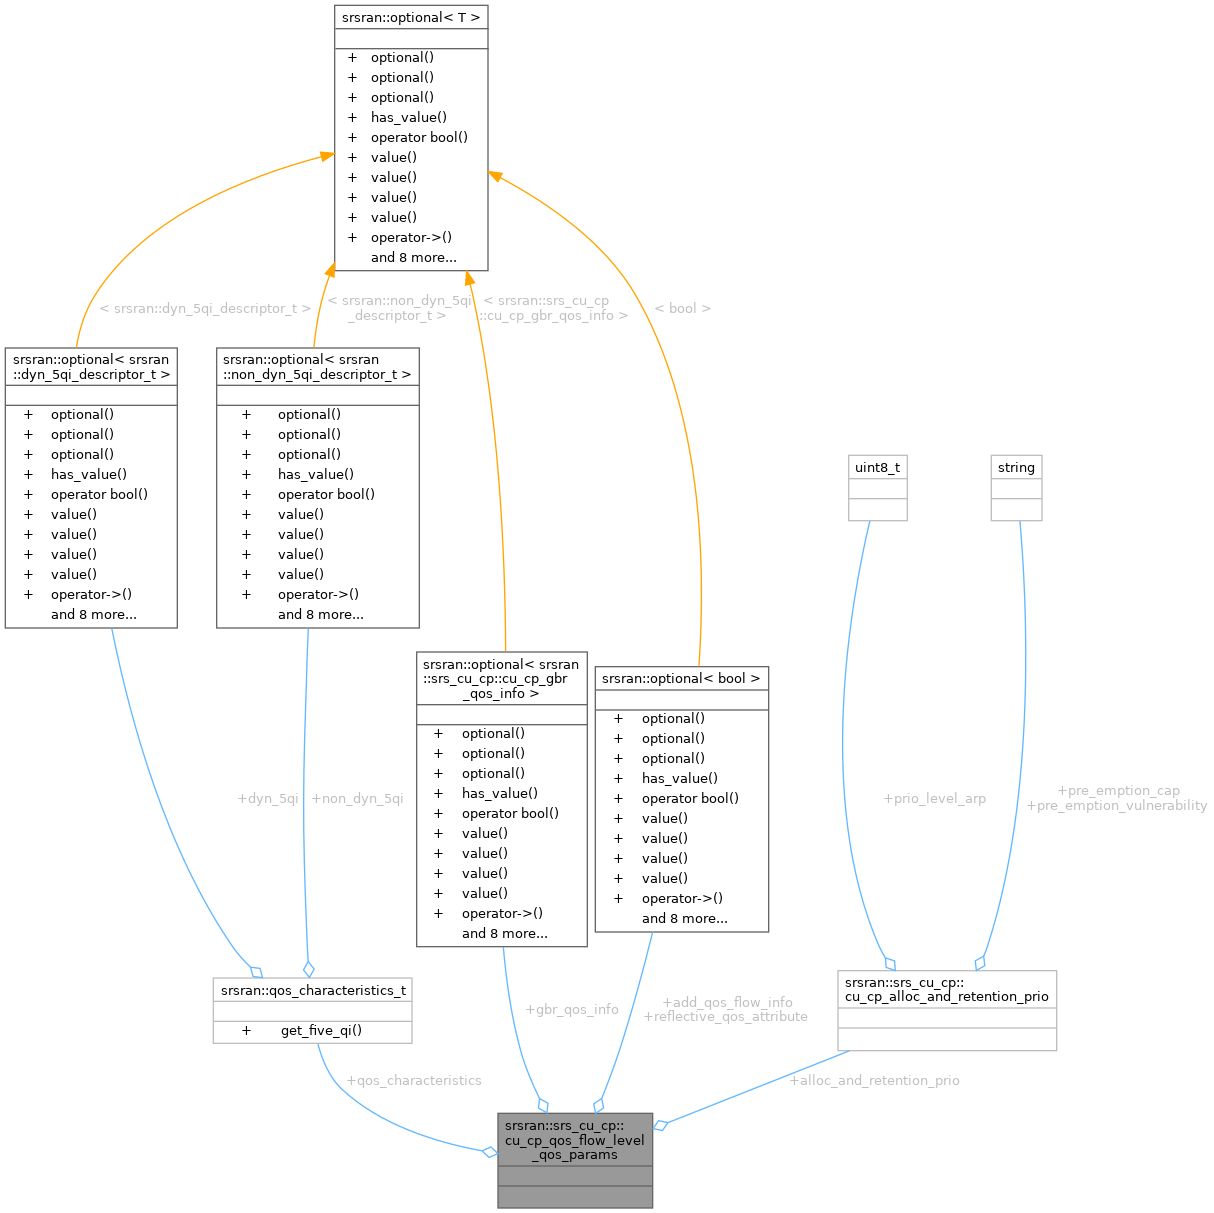 srsran::optional< T >
+ optional()
+ optional()
+ optional()
+ has_value()
+ operator bool()
+ value()
+ value()
+ value()
+ value()
+ operator->()
and 8 more...
< srsran::dyn_5qi_descriptor_t >
< srsran::non_dyn_5qi
_descriptor_t >
< srsran::srs_cu_cp
::cu_cp_gbr_qos_info >
< bool >
srsran::optional< srsran
::dyn_5qi_descriptor_t >
+ optional()
+ optional()
+ optional()
+ has_value()
+ operator bool()
+ value()
+ value()
+ value()
+ value()
+ operator->()
and 8 more...
srsran::optional< srsran
::non_dyn_5qi_descriptor_t >
+ optional()
+ optional()
+ optional()
+ has_value()
+ operator bool()
+ value()
+ value()
+ value()
+ value()
+ operator->()
and 8 more...
uint8_t
string
srsran::optional< srsran
::srs_cu_cp::cu_cp_gbr
_qos_info >
+ optional()
+ optional()
+ optional()
+ has_value()
+ operator bool()
+ value()
+ value()
+ value()
+ value()
+ operator->()
and 8 more...
srsran::optional< bool >
+ optional()
+ optional()
+ optional()
+ has_value()
+ operator bool()
+ value()
+ value()
+ value()
+ value()
+ operator->()
and 8 more...
+dyn_5qi
+non_dyn_5qi
+prio_level_arp
+pre_emption_cap
+pre_emption_vulnerability
srsran::qos_characteristics_t
+ get_five_qi()
srsran::srs_cu_cp::
cu_cp_alloc_and_retention_prio
+gbr_qos_info
+add_qos_flow_info
+reflective_qos_attribute
+qos_characteristics
+alloc_and_retention_prio
srsran::srs_cu_cp::
cu_cp_qos_flow_level
_qos_params